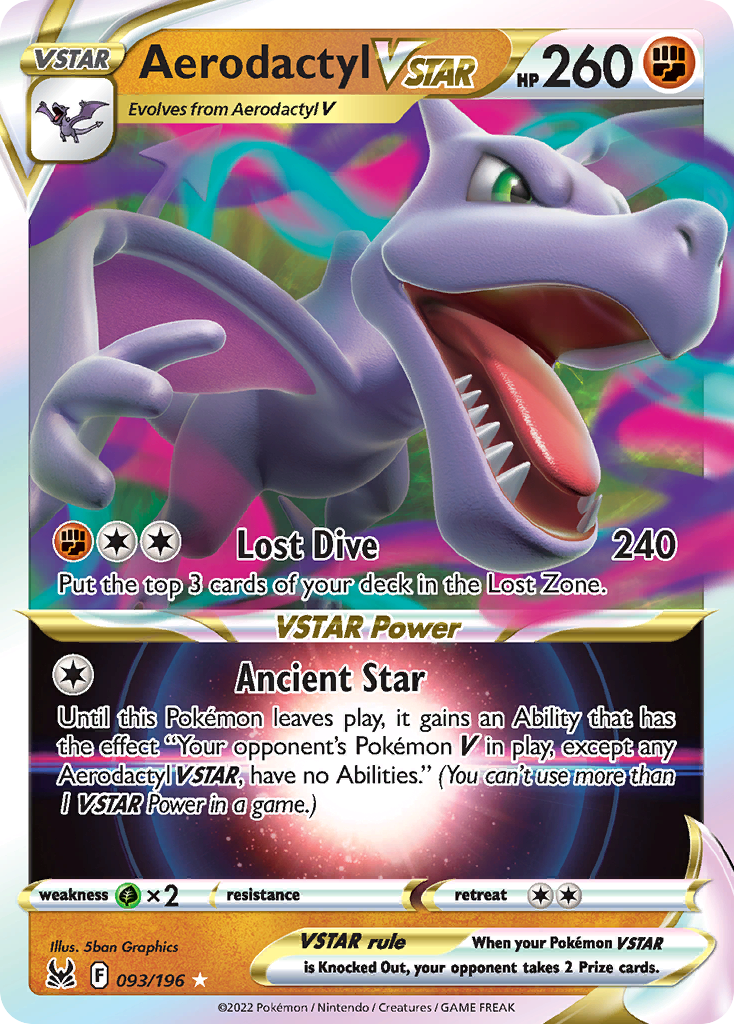 VSTAR
Aerodactyl VSTAR
HP 260
Evolves from Aerodactyl V
Lost Dive 240
Put the top 3 cards of your deck in the Lost Zone.
VSTAR Power
Ancient Star
Until this Pokémon leaves play, it gains an Ability that has
the effect “Your opponent’s Pokémon V in play, except any
Aerodactyl VSTAR, have no Abilities.” (You can’t use more than
1 VSTAR Power in a game.)
weakness ×2 resistance retreat
Illus. 5ban Graphics
F 093/196 ★
VSTAR rule When your Pokémon VSTAR
is Knocked Out, your opponent takes 2 Prize cards.
©2022 Pokémon / Nintendo / Creatures / GAME FREAK